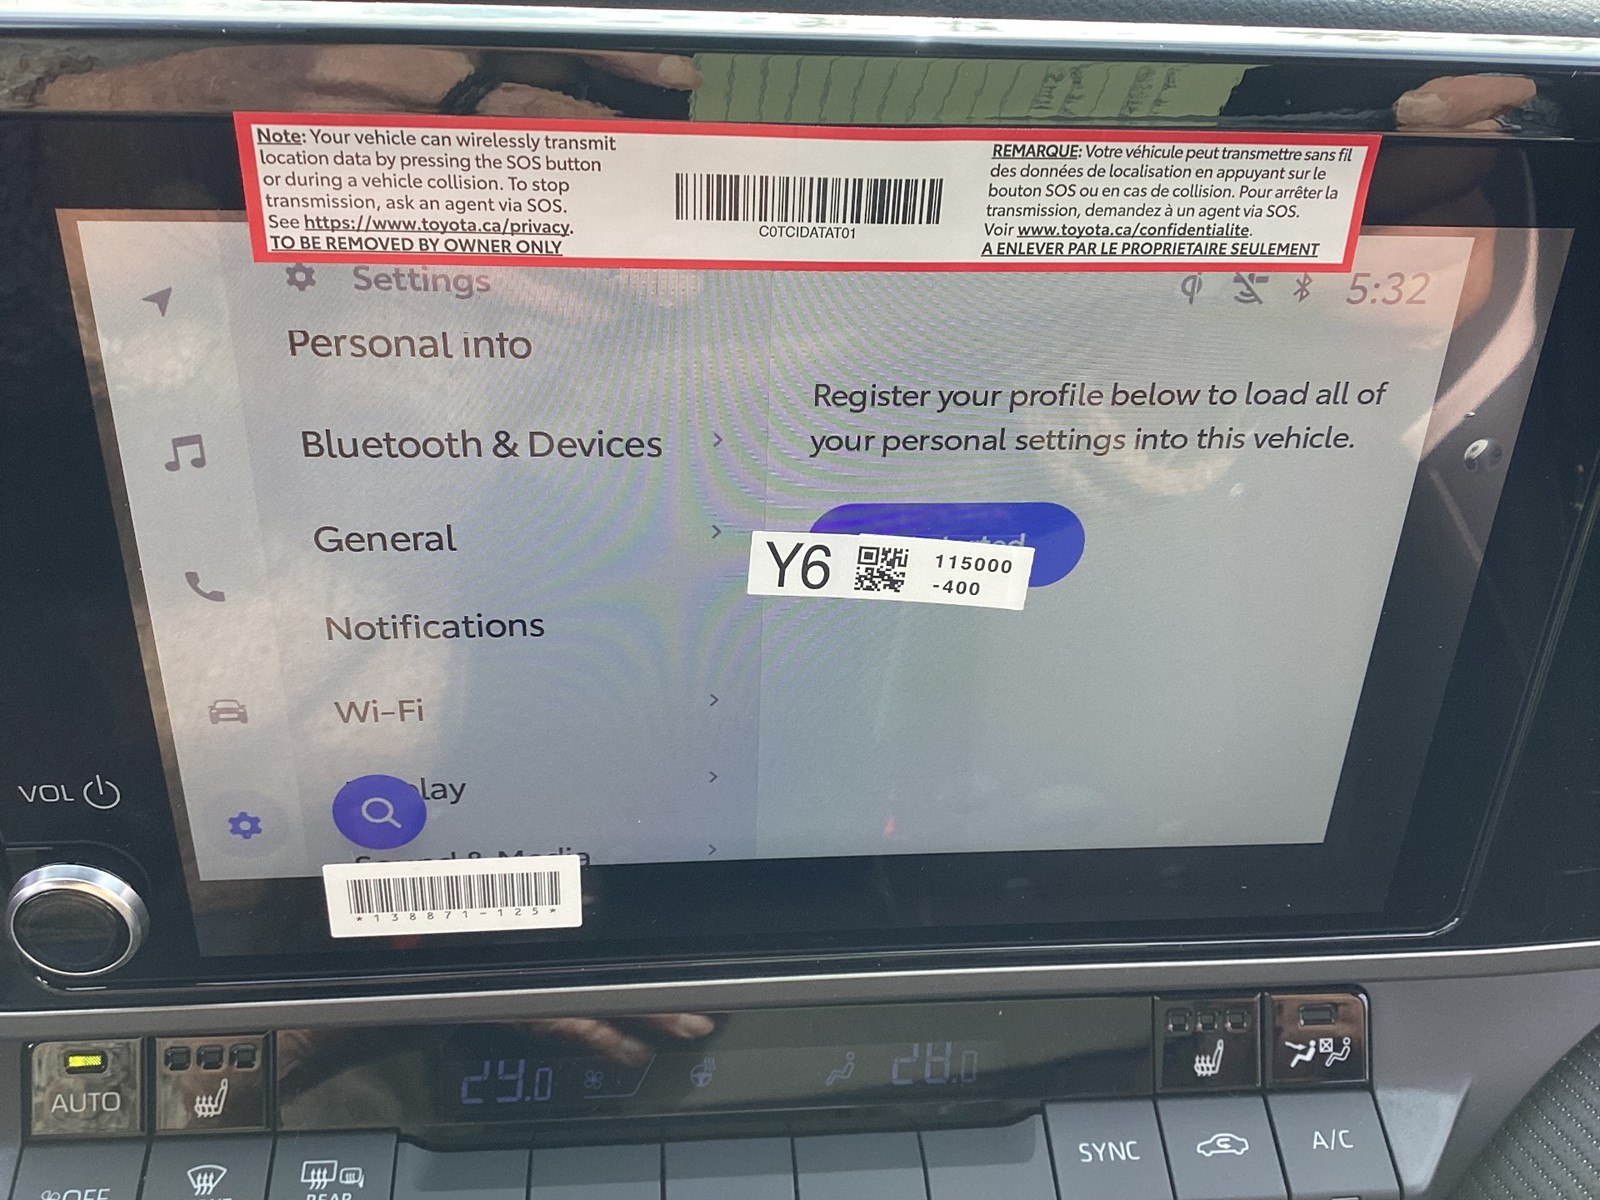 Note: Your vehicle can wirelessly transmit
location data by pressing the SOS button
or during a vehicle collision. To stop
transmission, ask an agent via SOS.
See https://www.toyota.ca/privacy.
TO BE REMOVED BY OWNER ONLY
C0TCIDATAT01
REMARQUE: Votre véhicule peut transmettre sans fil
des données de localisation en appuyant sur le
bouton SOS ou en cas de collision. Pour arrêter la
transmission, demandez à un agent via SOS.
Voir www.toyota.ca/confidentialite.
A ENLEVER PAR LE PROPRIETAIRE SEULEMENT
Settings
5:32
Personal info
Bluetooth & Devices
General
Notifications
Wi-Fi
Sound & Media
Register your profile below to load all of
your personal settings into this vehicle.
Y6
115000
-400
*138871-125*
VOL
AUTO
SYNC
A/C
OFF
REAR